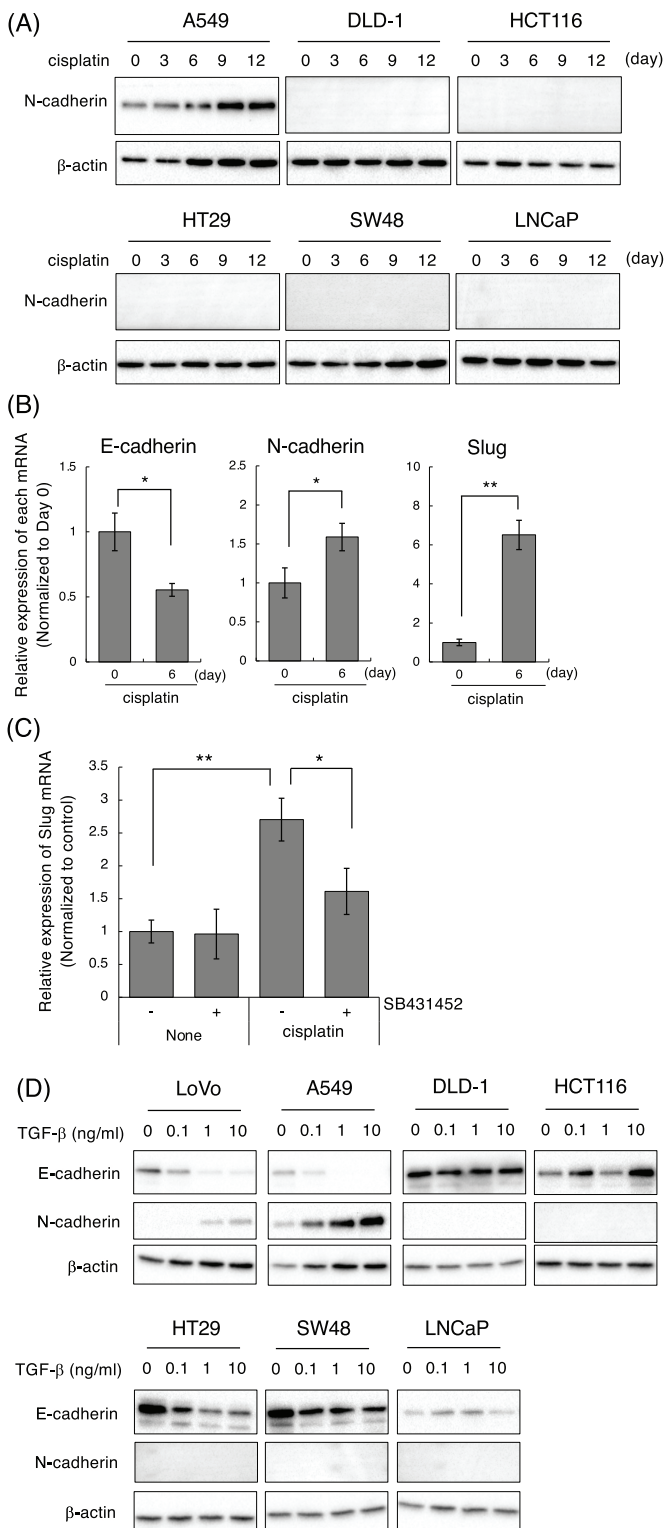 (A)
A549 DLD-1 HCT116
cisplatin 0 3 6 9 12 0 3 6 9 12 0 3 6 9 12 (day)
N-cadherin
β-actin
HT29 SW48 LNCaP
cisplatin 0 3 6 9 12 0 3 6 9 12 0 3 6 9 12 (day)
N-cadherin
β-actin
(B)
Relative expression of each mRNA
(Normalized to Day 0)
E-cadherin
1.5
1
0.5
0
*
0 6 (day)
cisplatin
N-cadherin
2.5
2
1.5
1
0.5
0
*
0 6 (day)
cisplatin
Slug
10
8
6
4
2
0
**
0 6 (day)
cisplatin
(C)
Relative expression of Slug mRNA
(Normalized to control)
3.5
3
2.5
2
1.5
1
0.5
0
** *
- + - + SB431452
None cisplatin
(D)
LoVo A549 DLD-1 HCT116
TGF-β (ng/ml) 0 0.1 1 10 0 0.1 1 10 0 0.1 1 10 0 0.1 1 10
E-cadherin
N-cadherin
β-actin
HT29 SW48 LNCaP
TGF-β (ng/ml) 0 0.1 1 10 0 0.1 1 10 0 0.1 1 10
E-cadherin
N-cadherin
β-actin